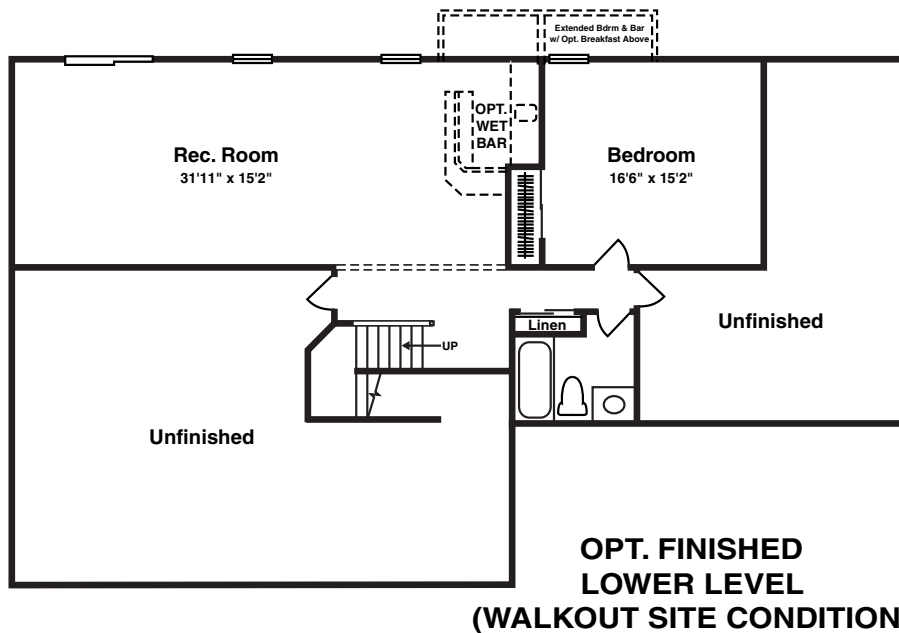 Extended Bdrm & Bar
w/ Opt. Breakfast Above
OPT.
WET
BAR
Rec. Room
31'11" x 15'2"
Bedroom
16'6" x 15'2"
Linen
Unfinished
UP
Unfinished
OPT. FINISHED
LOWER LEVEL
(WALKOUT SITE CONDITION